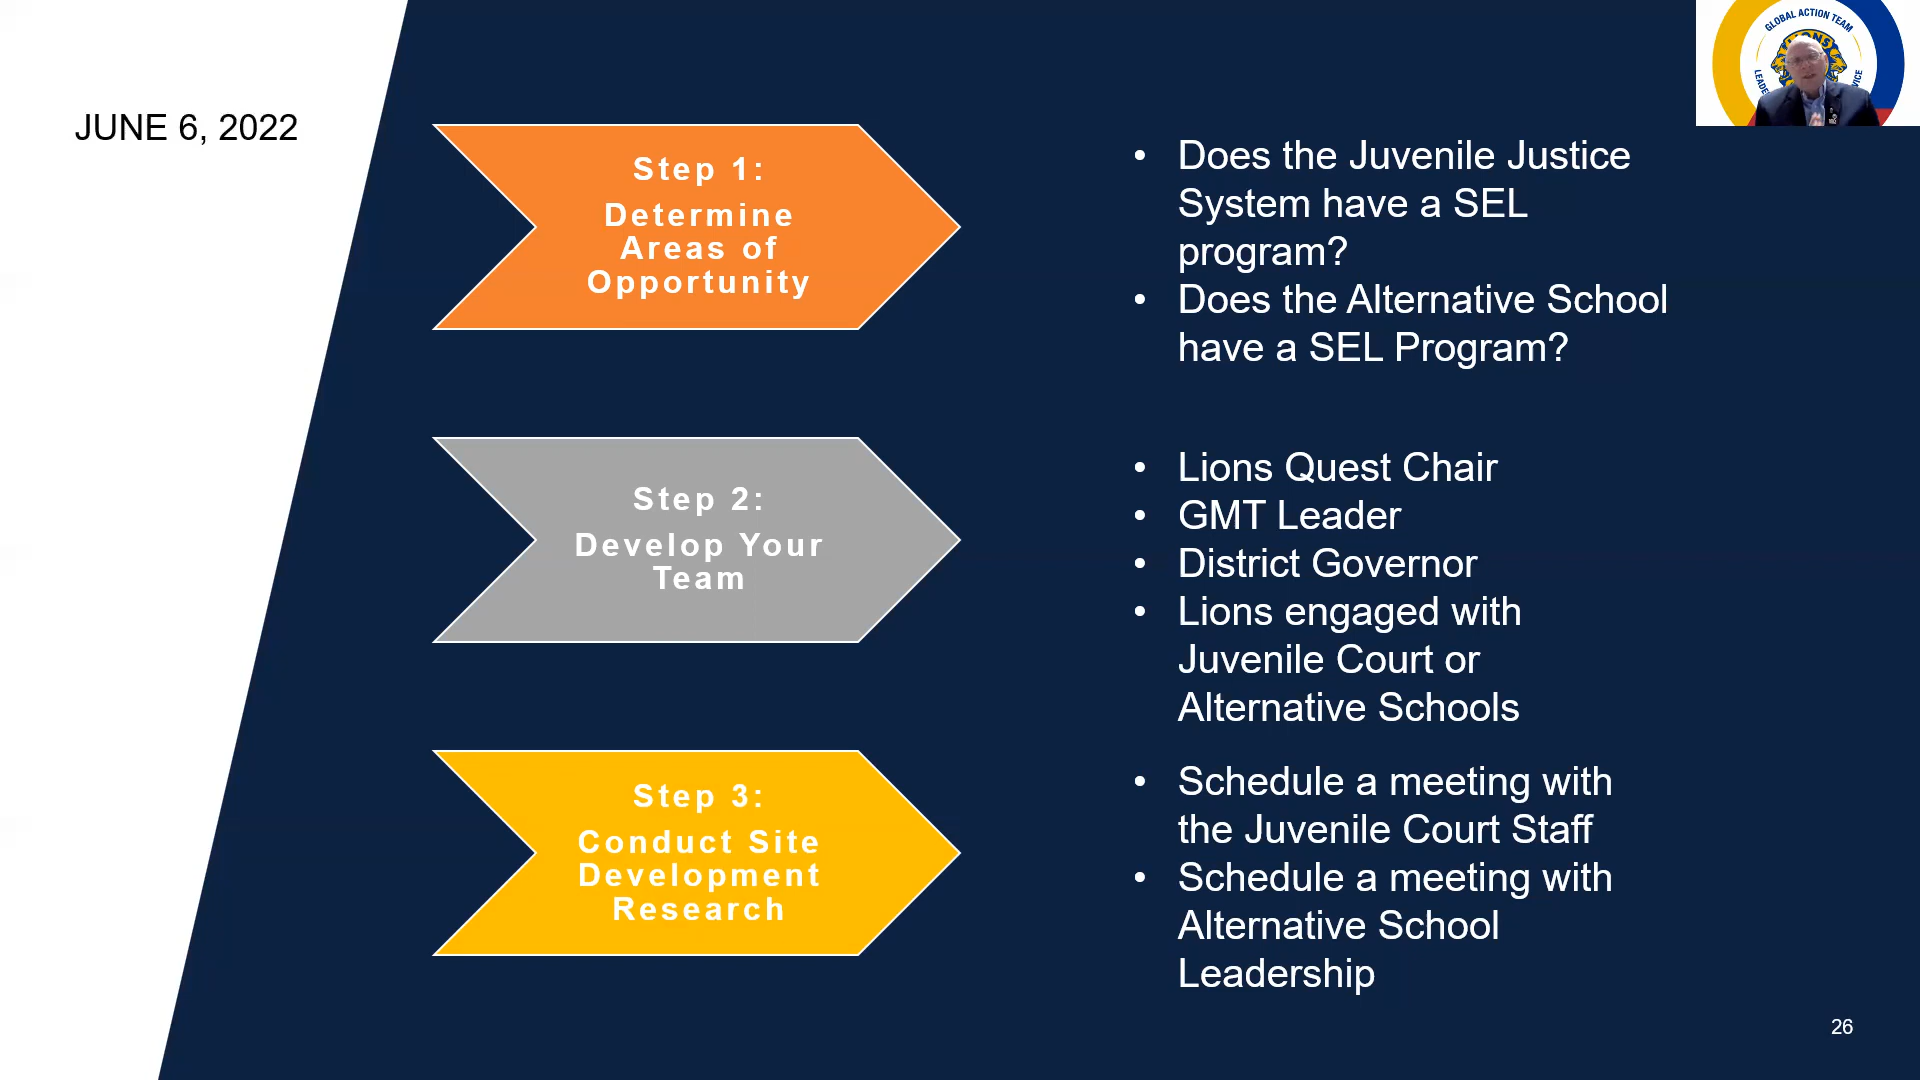 JUNE 6, 2022
GLOBAL ACTION TEAM
LIONS
Step 1:
Determine
Areas of
Opportunity
• Does the Juvenile Justice
System have a SEL
program?
• Does the Alternative School
have a SEL Program?
Step 2:
Develop Your
Team
• Lions Quest Chair
• GMT Leader
• District Governor
• Lions engaged with
Juvenile Court or
Alternative Schools
Step 3:
Conduct Site
Development
Research
• Schedule a meeting with
the Juvenile Court Staff
• Schedule a meeting with
Alternative School
Leadership
26